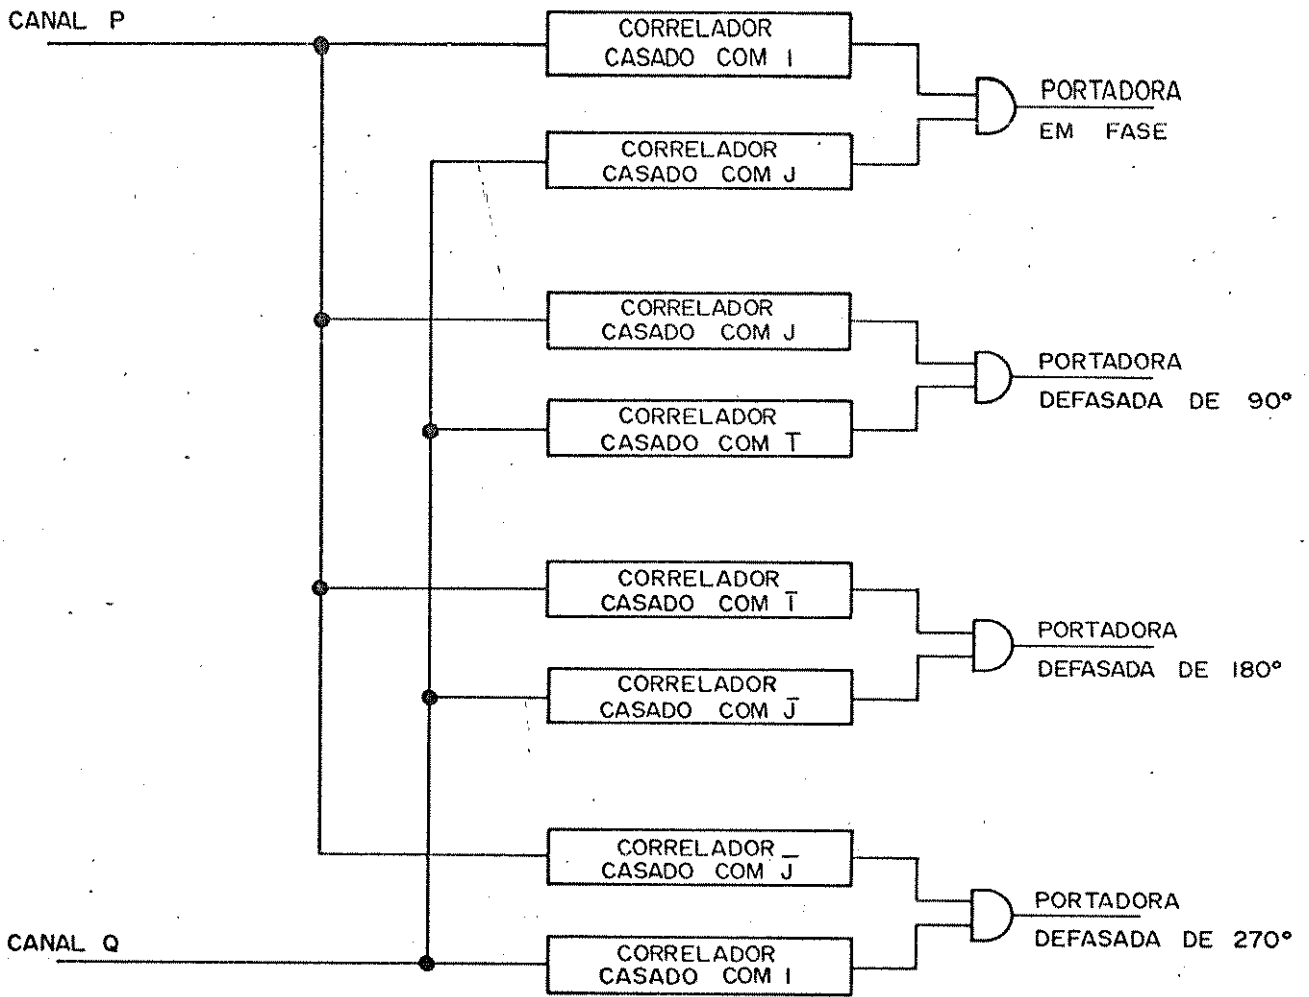 CANAL P
CORRELADOR
CASADO COM I
PORTADORA
EM FASE
CORRELADOR
CASADO COM J
CORRELADOR
CASADO COM J
PORTADORA
DEFASADA DE 90°
CORRELADOR
CASADO COM T̅
CORRELADOR
CASADO COM I̅
PORTADORA
DEFASADA DE 180°
CORRELADOR
CASADO COM J̅
CORRELADOR
CASADO COM J̅
PORTADORA
DEFASADA DE 270°
CANAL Q
CORRELADOR
CASADO COM I